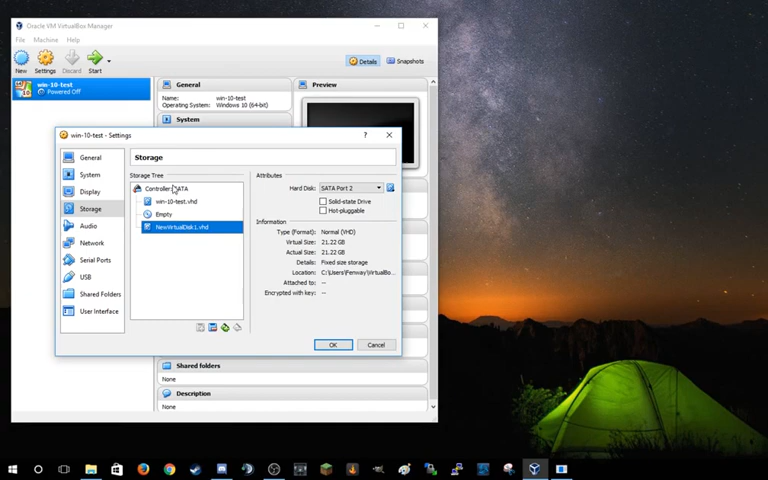 Oracle VM VirtualBox Manager
File Machine Help
New Settings Discard Start Details Snapshots
win-10-test
Powered Off
General
Name: win-10-test
Operating System: Windows 10 (64-bit)
System
Preview
win-10-test - Settings
?
General
System
Display
Storage
Audio
Network
Serial Ports
USB
Shared Folders
User Interface
Storage
Storage Tree
Controller: SATA
win-10-test.vhd
Empty
NewVirtualDisk1.vhd
Attributes
Hard Disk: SATA Port 2
Solid-state Drive
Hot-pluggable
Information
Type (Format): Normal (VHD)
Virtual Size: 21.22 GB
Actual Size: 21.22 GB
Details: Fixed size storage
Location: C:\Users\Fenway\VirtualBo...
Attached to: --
Encrypted with key: --
OK Cancel
Shared folders
None
Description
None